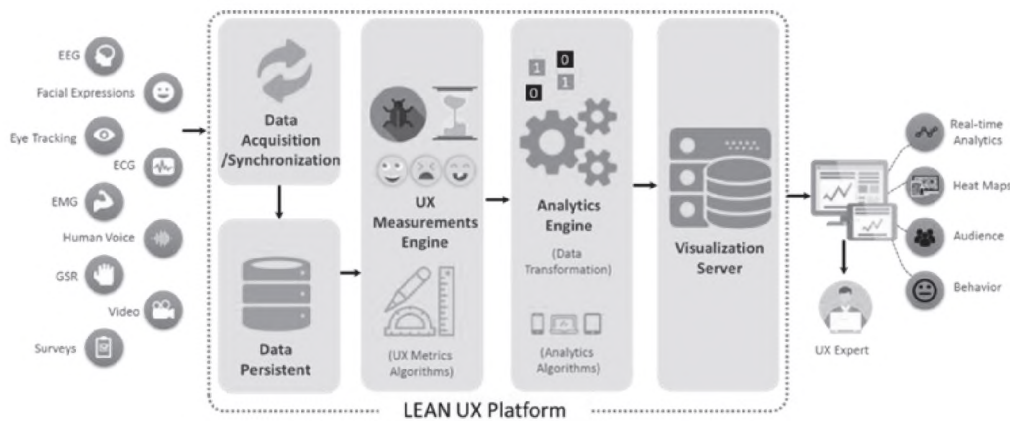 EEG
Facial Expressions
Eye Tracking
ECG
EMG
Human Voice
GSR
Video
Surveys
Data
Acquisition
/Synchronization
Data
Persistent
UX
Measurements
Engine
(UX Metrics
Algorithms)
1
0
0
1
Analytics
Engine
(Data
Transformation)
(Analytics
Algorithms)
Visualization
Server
LEAN UX Platform
UX Expert
Real-time
Analytics
Heat Maps
Audience
Behavior